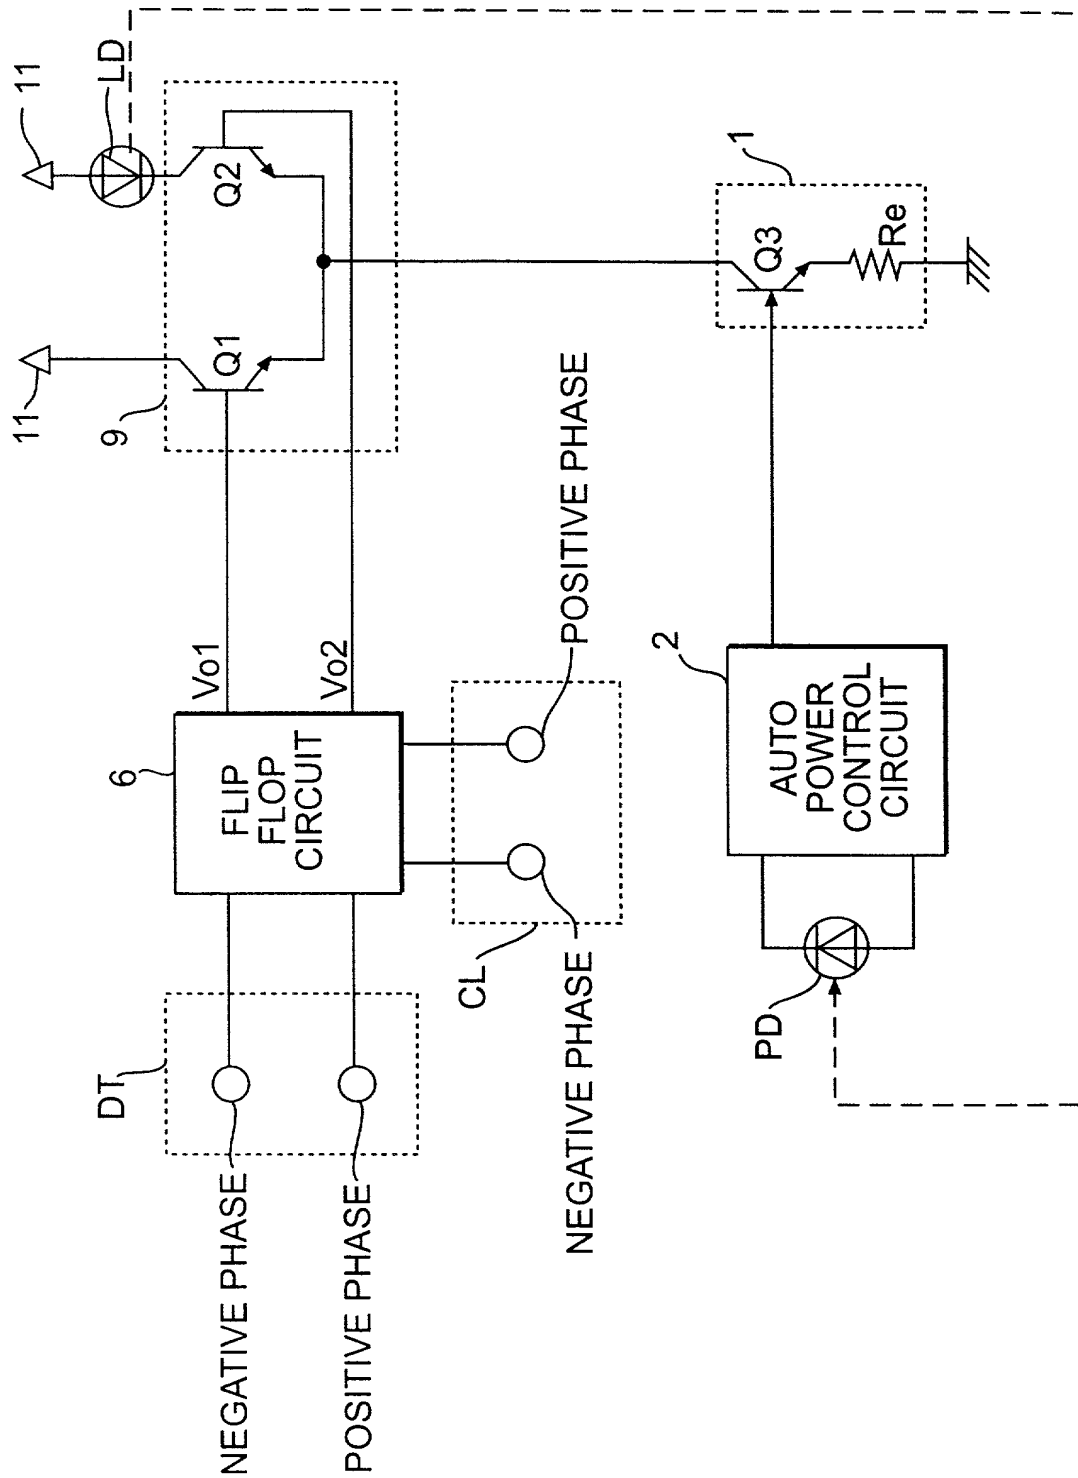 11
11
LD
9
Q1
Q2
Vo1
Vo2
6
FLIP
FLOP
CIRCUIT
DT
NEGATIVE PHASE
POSITIVE PHASE
CL
NEGATIVE PHASE
POSITIVE PHASE
1
Q3
Re
2
AUTO
POWER
CONTROL
CIRCUIT
PD